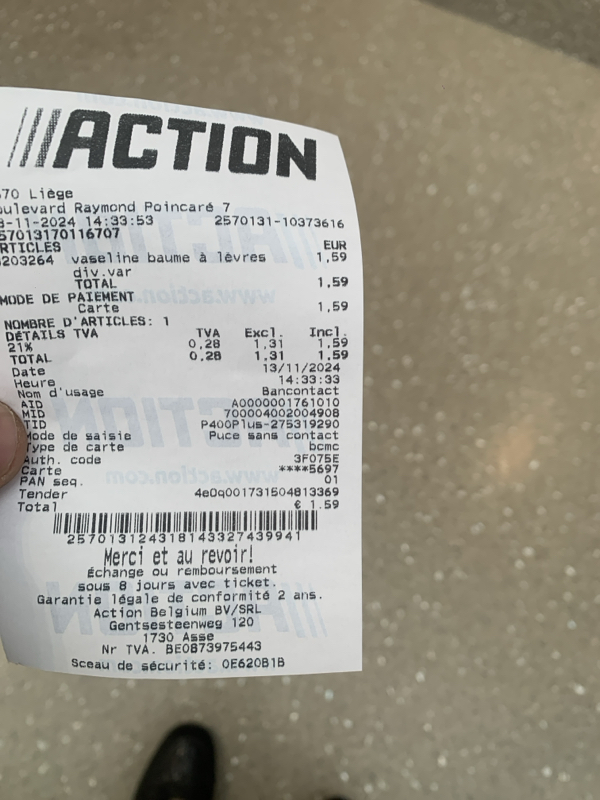 ACTION
70 Liège
oulevard Raymond Poincaré 7
3-11-2024 14:33:53 2570131-10373616
57013170116707
RTICLES EUR
203264 vaseline baume à lèvres 1,59
div.var
TOTAL 1,59
MODE DE PAIEMENT
Carte 1,59
NOMBRE D'ARTICLES: 1
DÉTAILS TVA TVA Excl. Incl.
21% 0,28 1,31 1,59
TOTAL 0,28 1,31 1,59
Date 13/11/2024
Heure 14:33:33
Nom d'usage Bancontact
AID A0000001761010
MID 700004002004908
TID P400Plus-275319290
Mode de saisie Puce sans contact
Type de carte bcmc
Auth. code 3F075E
Carte ****5697
PAN seq. 01
Tender 4e0q001731504813369
Total € 1.59
257013124318143327439941
Merci et au revoir!
Échange ou remboursement
sous 8 jours avec ticket.
Garantie légale de conformité 2 ans.
Action Belgium BV/SRL
Gentsesteenweg 120
1730 Asse
Nr TVA. BE0873975443
Sceau de sécurité: 0E620B1B